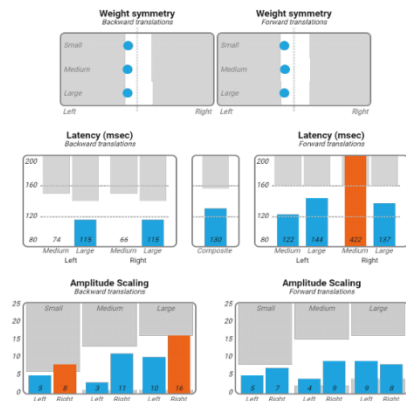 Weight symmetry
Backward translations
Small
Medium
Large
Left Right
Weight symmetry
Forward translations
Small
Medium
Large
Left Right
Latency (msec)
Backward translations
200
160
120
80
74 115 66 115
Medium Large Medium Large
Left Right
130
Composite
Latency (msec)
Forward translations
200
160
120
80
122 144 422 137
Medium Large Medium Large
Left Right
Amplitude Scaling
Backward translations
25
20
15
10
5
0
Small Medium Large
5 8 3 11 10 16
Left Right Left Right Left Right
Amplitude Scaling
Forward translations
25
20
15
10
5
0
Small Medium Large
5 7 4 9 9 8
Left Right Left Right Left Right